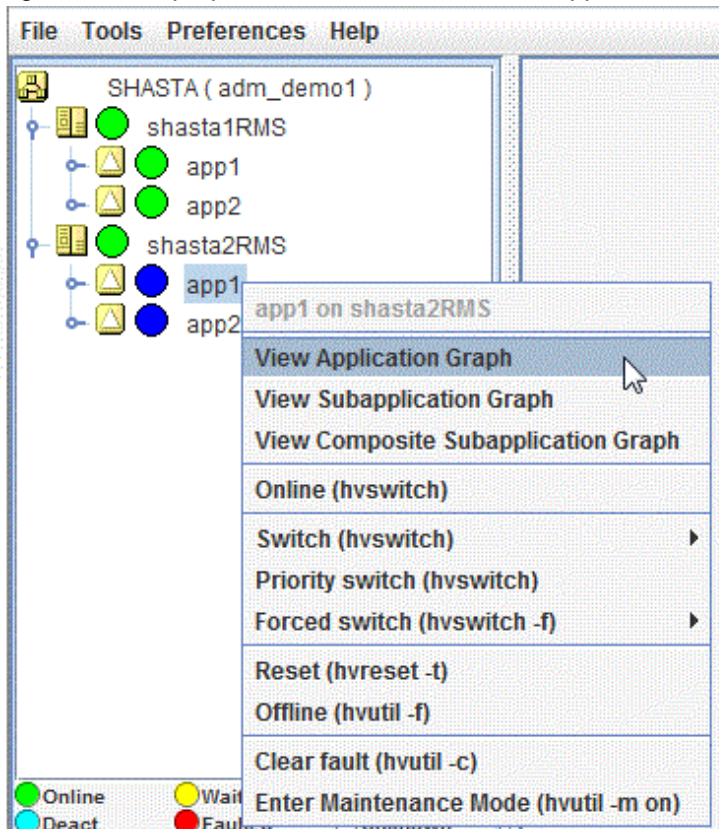 File Tools Preferences Help
SHASTA ( adm_demo1 )
shasta1RMS
app1
app2
shasta2RMS
app1
app2
app1 on shasta2RMS
View Application Graph
View Subapplication Graph
View Composite Subapplication Graph
Online (hvswitch)
Switch (hvswitch)
Priority switch (hvswitch)
Forced switch (hvswitch -f)
Reset (hvreset -t)
Offline (hvutil -f)
Clear fault (hvutil -c)
Enter Maintenance Mode (hvutil -m on)
Online Wait
Deact